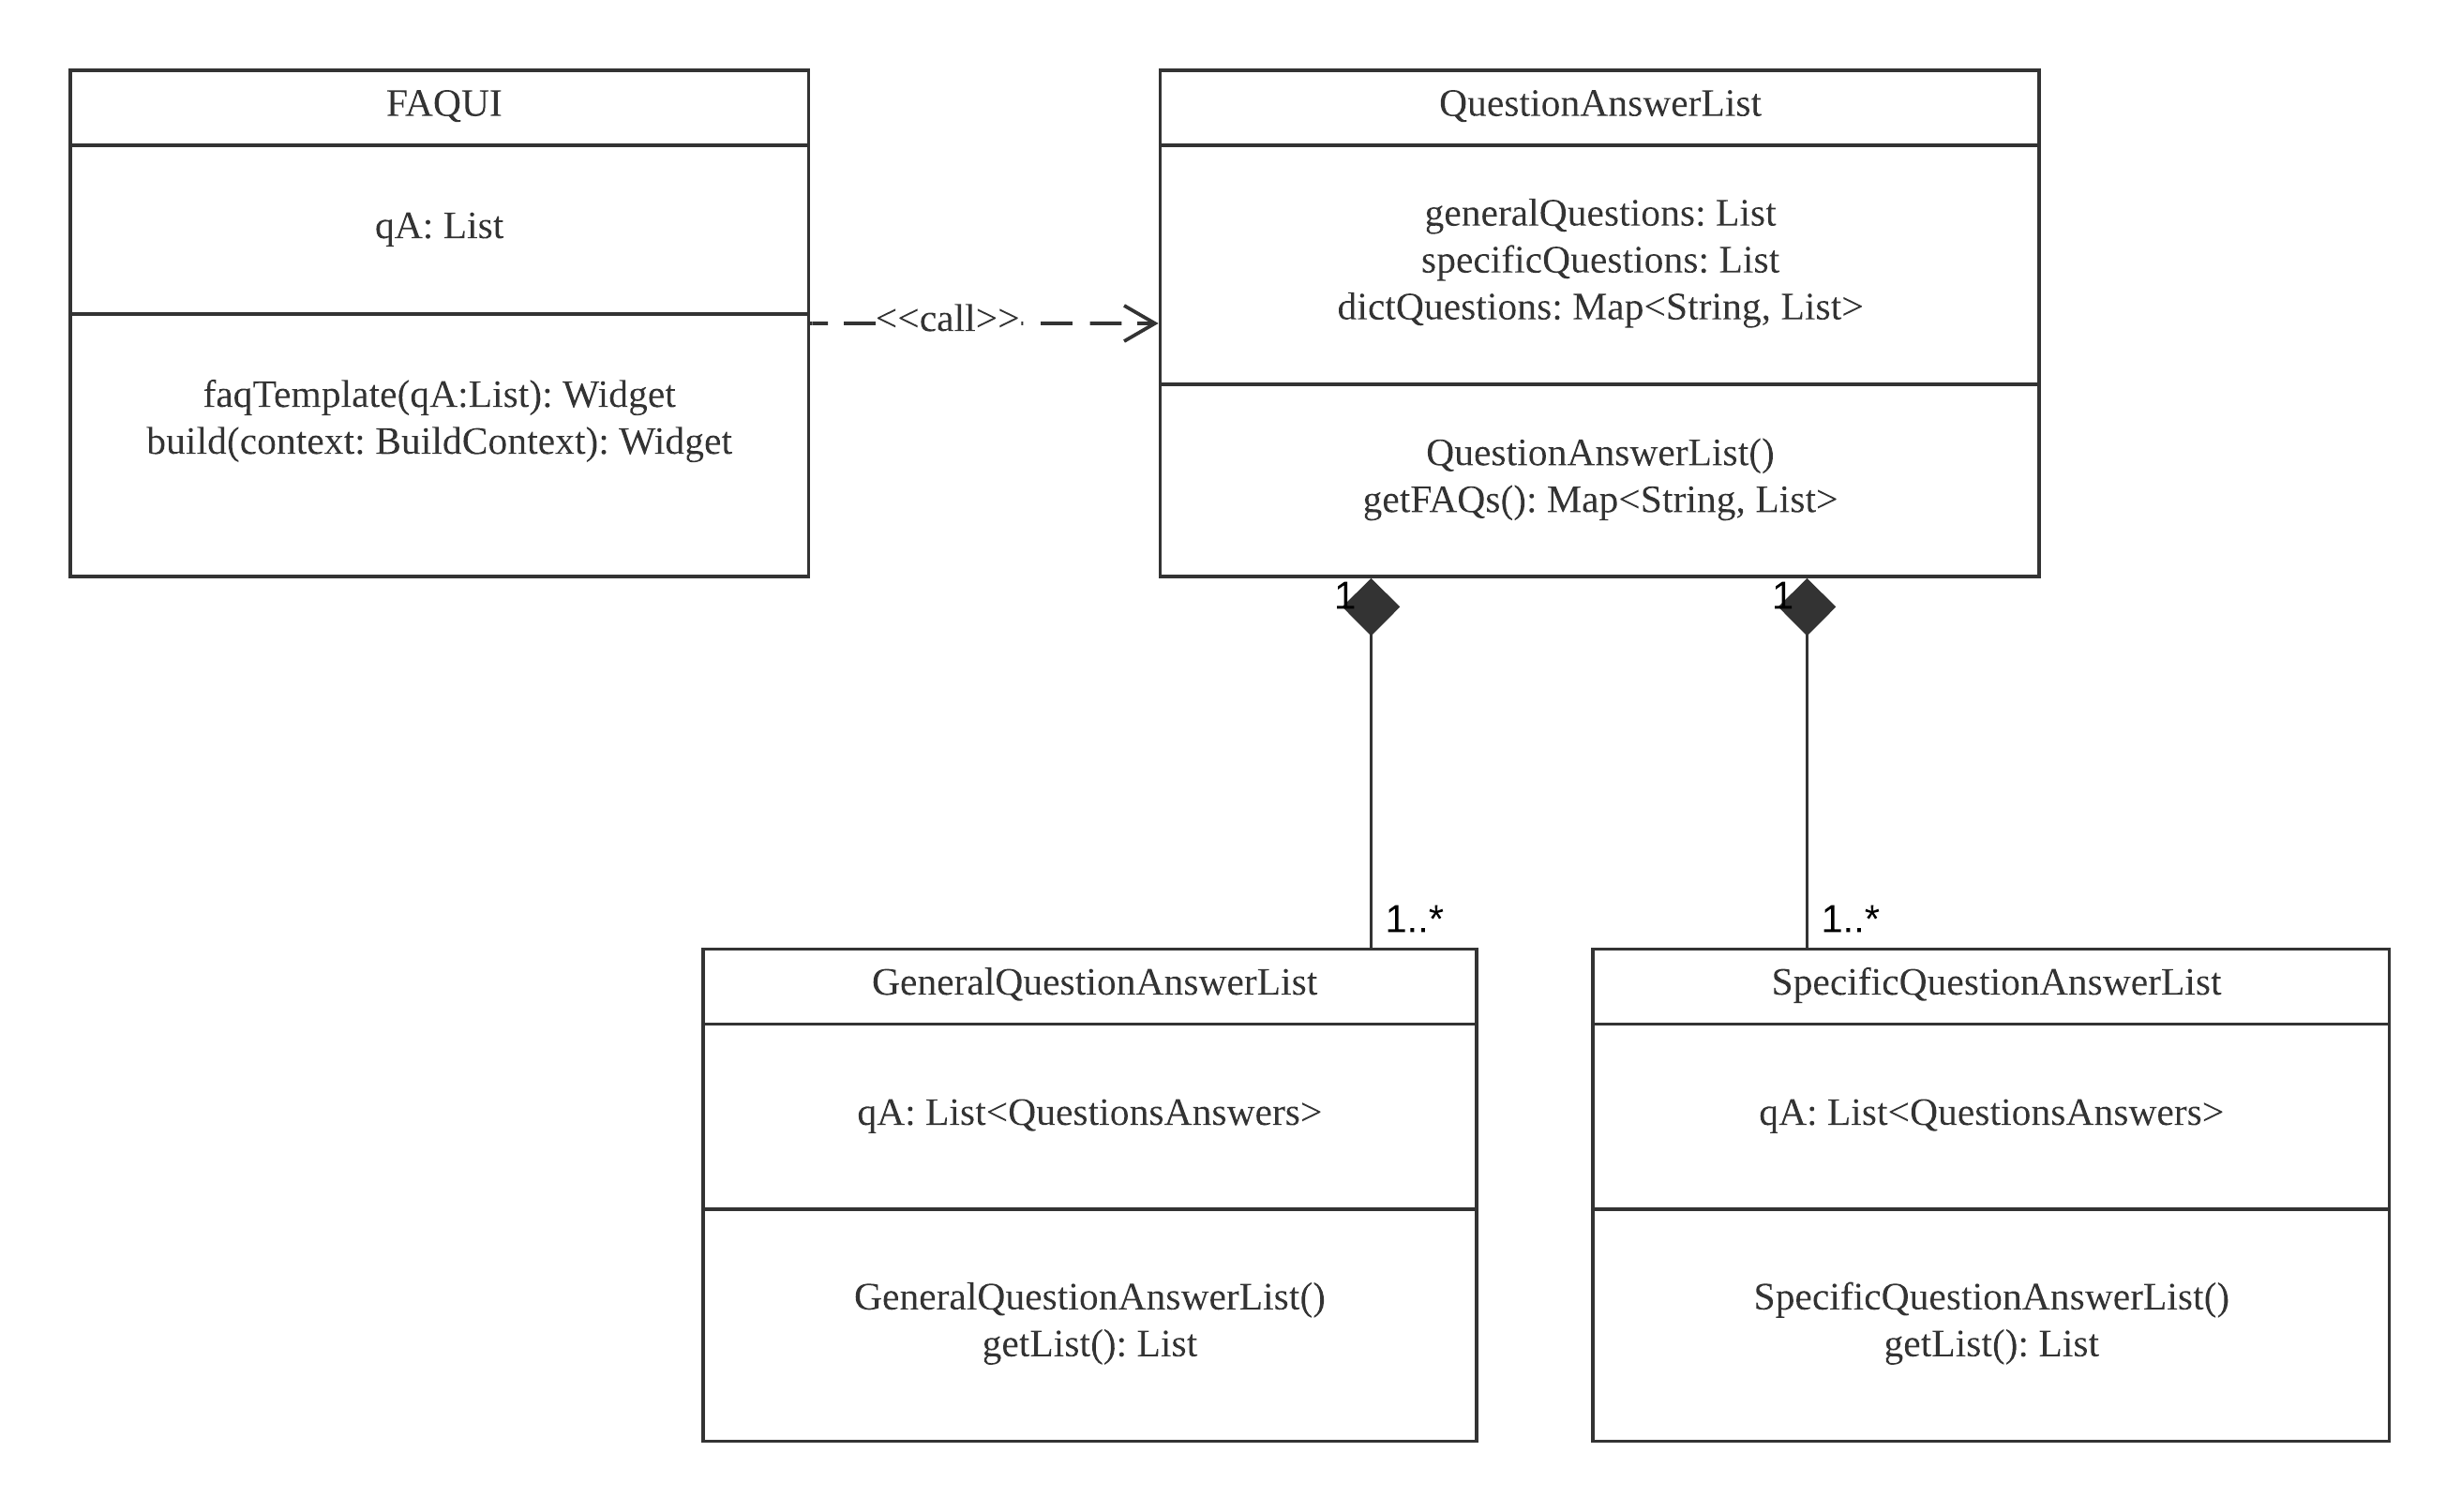 FAQUI
qA: List
faqTemplate(qA:List): Widget
build(context: BuildContext): Widget
<<call>>
QuestionAnswerList
generalQuestions: List
specificQuestions: List
dictQuestions: Map<String, List>
QuestionAnswerList()
getFAQs(): Map<String, List>
1
1
1..*
1..*
GeneralQuestionAnswerList
qA: List<QuestionsAnswers>
GeneralQuestionAnswerList()
getList(): List
SpecificQuestionAnswerList
qA: List<QuestionsAnswers>
SpecificQuestionAnswerList()
getList(): List